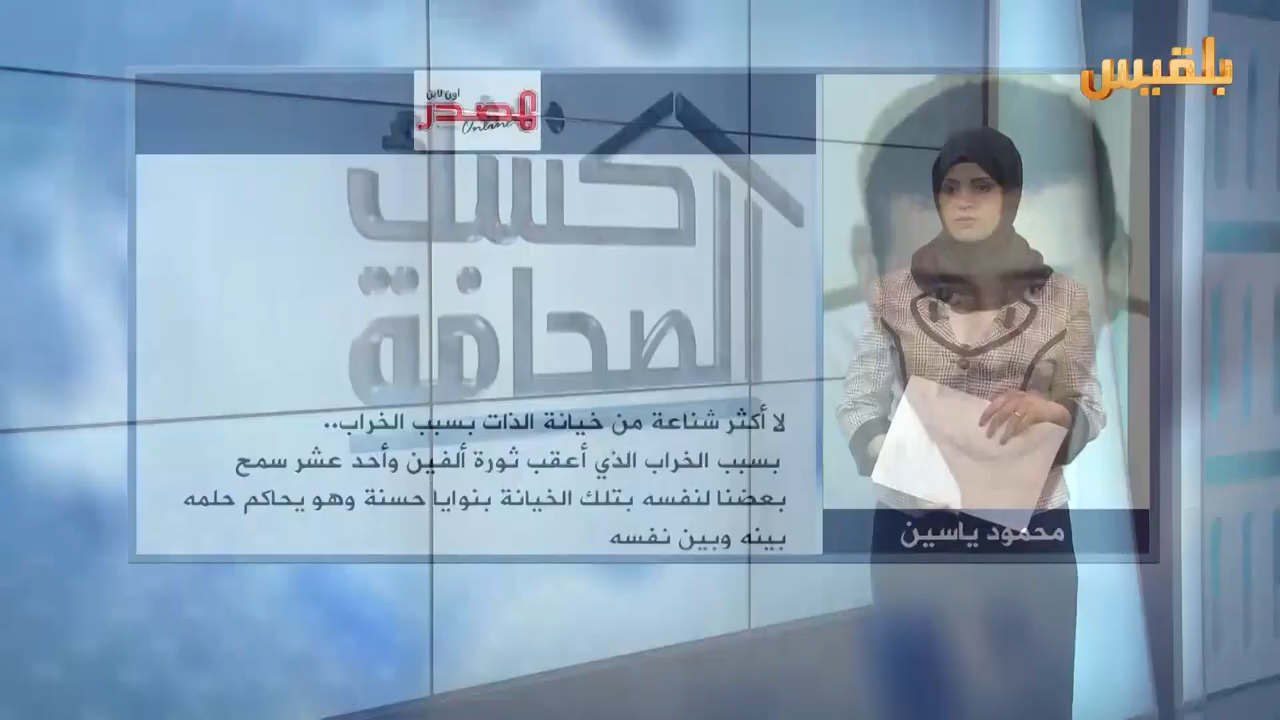 بلقيس
أون لاين
مصدر
Online
كشك
الصحافة
لا أكثر شناعة من خيانة الذات بسبب الخراب..
بسبب الخراب الذي أعقب ثورة ألفين وأحد عشر سمح
بعضنا لنفسه بتلك الخيانة بنوايا حسنة وهو يحاكم حلمه
بينه وبين نفسه
محمود ياسين